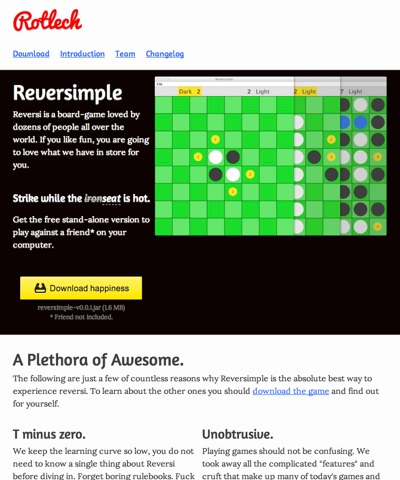 Rotlech
Download Introduction Team Changelog
Reversimple
Reversi is a board-game loved by
dozens of people all over the
world. If you like fun, you are going
to love what we have in store for
you.
Strike while the ironseat is hot.
Get the free stand-alone version to
play against a friend* on your
computer.
Download happiness
reversimple-v0.0.1.jar (1.6 MB)
* Friend not included.
File
Dark 2 2 Light 2 Light 7 Light
A Plethora of Awesome.
The following are just a few of countless reasons why Reversimple is the absolute best way to
experience reversi. To learn about the other ones you should download the game and find out
for yourself.
T minus zero.
We keep the learning curve so low, you do not
need to know a single thing about Reversi
before diving in. Forget boring rulebooks. Fuck
Unobtrusive.
Playing games should not be confusing. We
took away all the complicated "features" and
cruft that make up many of today's games and